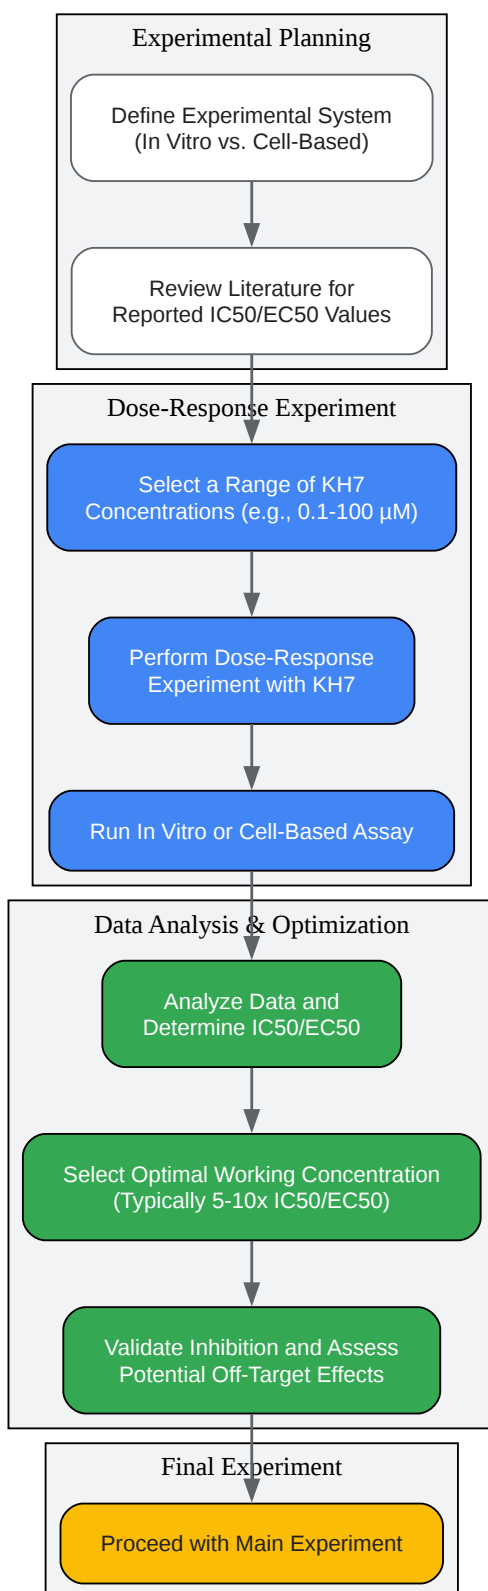 Experimental Planning
Define Experimental System
(In Vitro vs. Cell-Based)
Review Literature for
Reported IC50/EC50 Values
Dose-Response Experiment
Select a Range of KH7
Concentrations (e.g., 0.1-100 µM)
Perform Dose-Response
Experiment with KH7
Run In Vitro or Cell-Based Assay
Data Analysis & Optimization
Analyze Data and
Determine IC50/EC50
Select Optimal Working Concentration
(Typically 5-10x IC50/EC50)
Validate Inhibition and Assess
Potential Off-Target Effects
Final Experiment
Proceed with Main Experiment